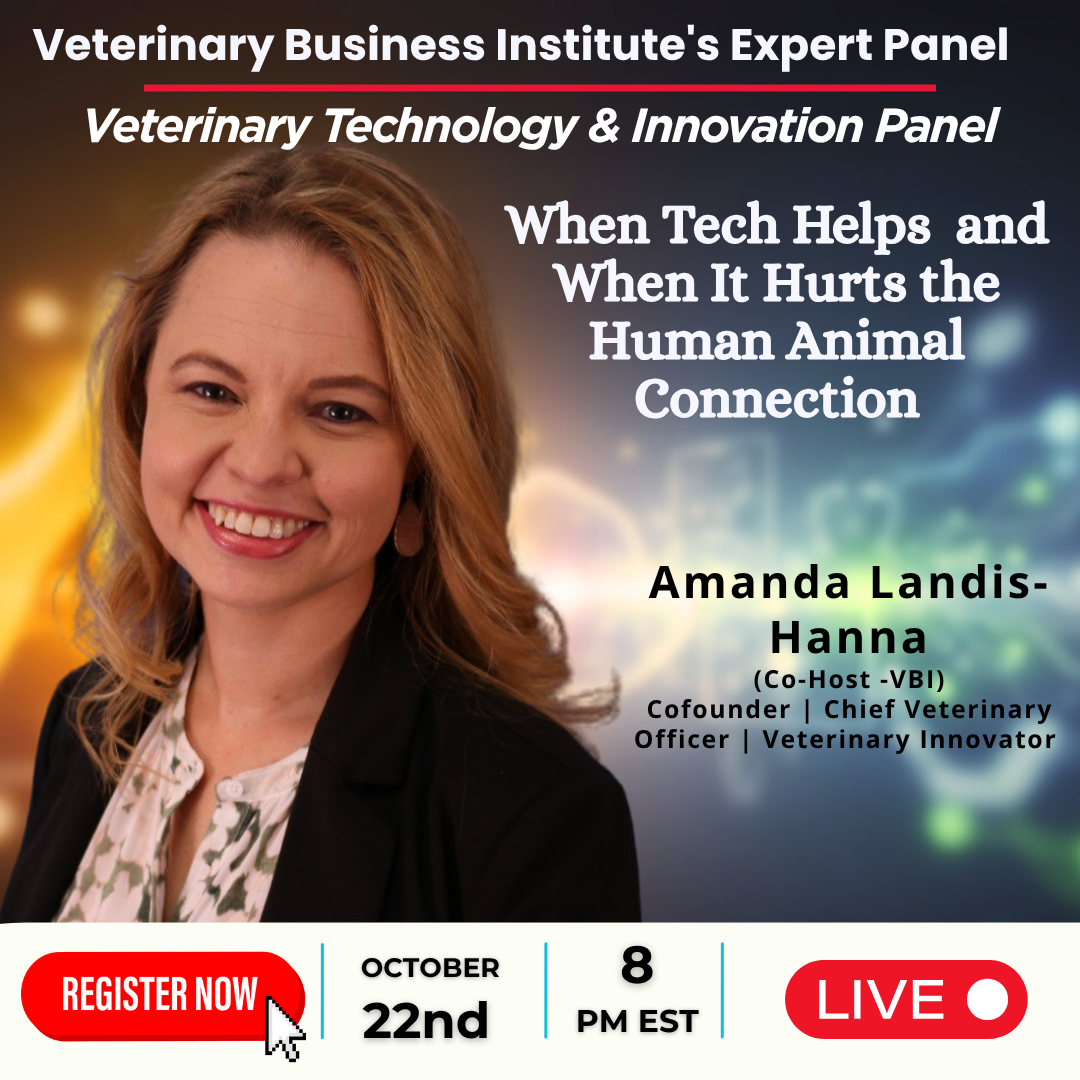 Veterinary Business Institute's Expert Panel
Veterinary Technology & Innovation Panel
When Tech Helps and
When It Hurts the
Human Animal
Connection
Amanda Landis-
Hanna
(Co-Host -VBI)
Cofounder | Chief Veterinary
Officer | Veterinary Innovator
REGISTER NOW
OCTOBER
22nd
8
PM EST
LIVE